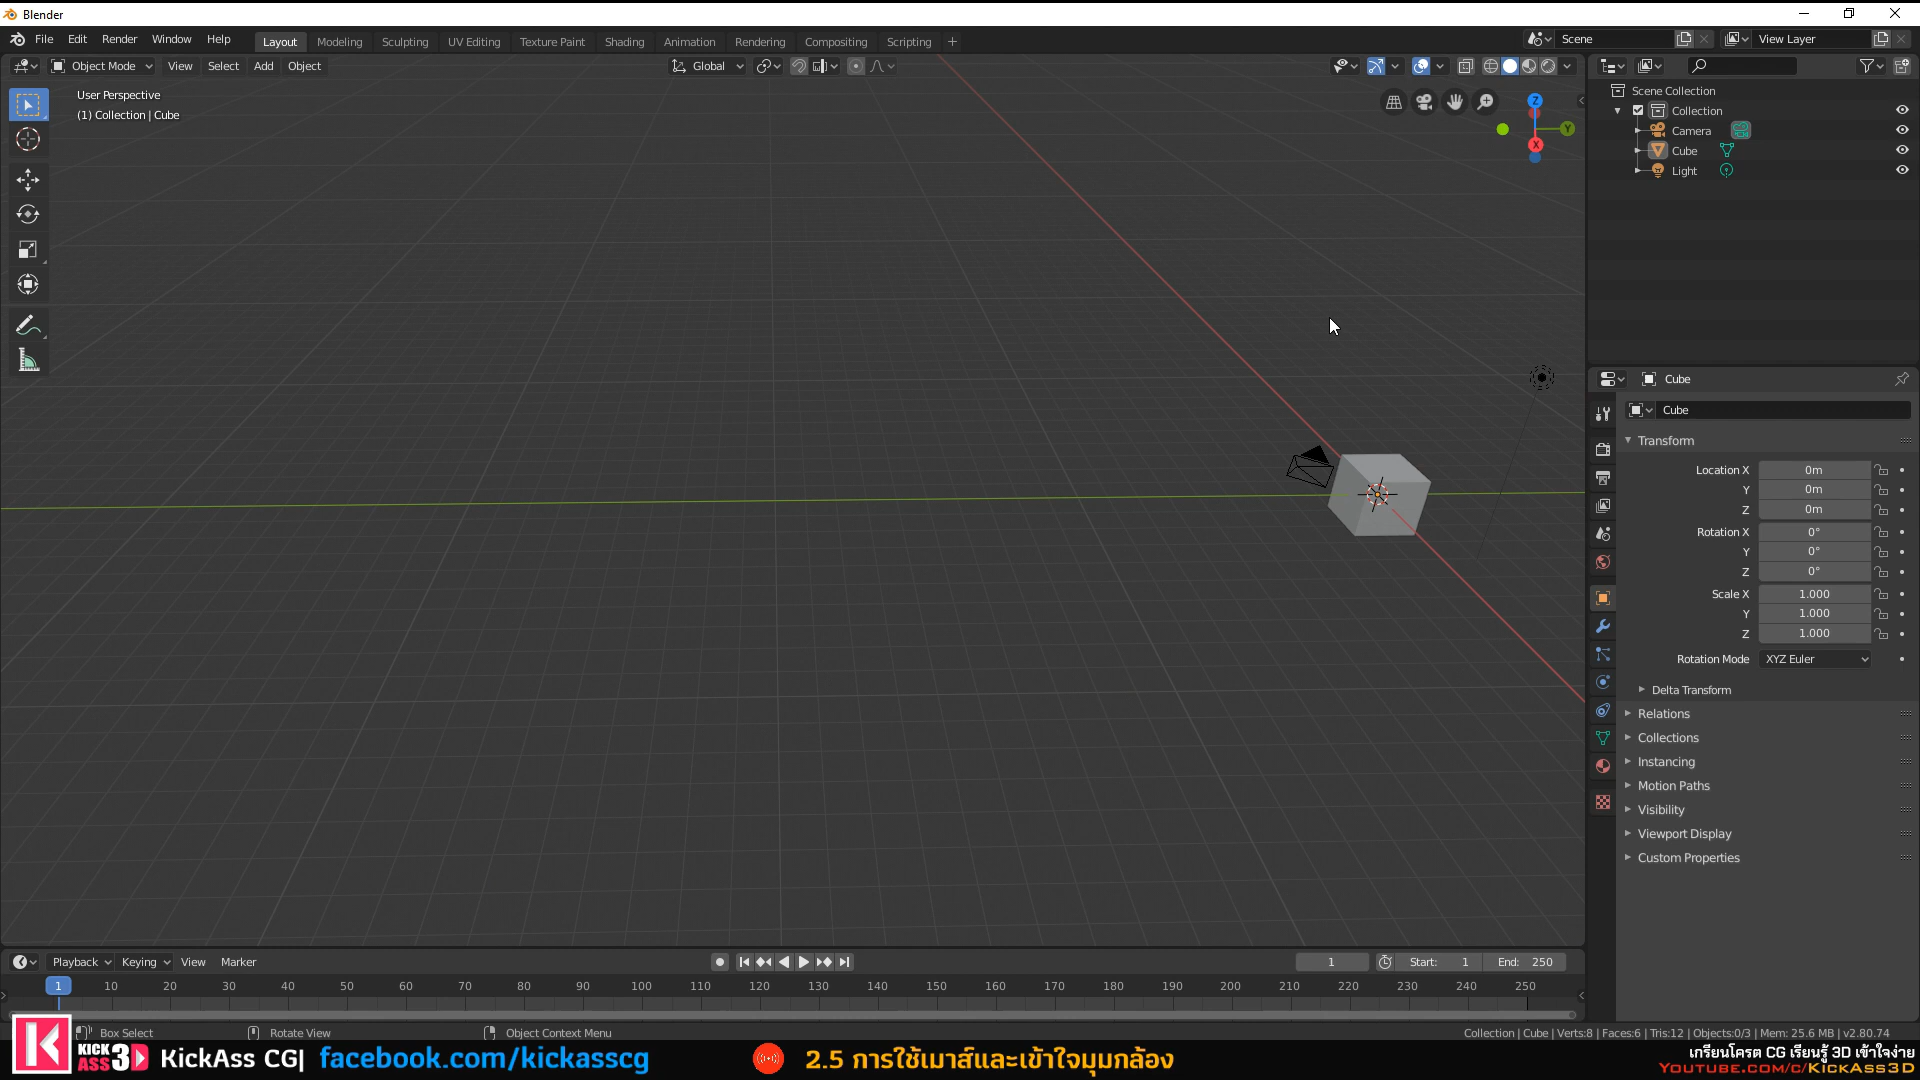 Blender
File Edit Render Window Help Layout Modeling Sculpting UV Editing Texture Paint Shading Animation Rendering Compositing Scripting + Scene View Layer
Object Mode View Select Add Object Global
User Perspective
(1) Collection | Cube
Z
Y
X
Scene Collection
Collection
Camera
Cube
Light
Cube
Cube
Transform
Location X 0m
Y 0m
Z 0m
Rotation X 0°
Y 0°
Z 0°
Scale X 1.000
Y 1.000
Z 1.000
Rotation Mode XYZ Euler
Delta Transform
Relations
Collections
Instancing
Motion Paths
Visibility
Viewport Display
Custom Properties
Playback Keying View Marker 1 Start: 1 End: 250
1 10 20 30 40 50 60 70 80 90 100 110 120 130 140 150 160 170 180 190 200 210 220 230 240 250
Box Select Rotate View Object Context Menu Collection | Cube | Verts:8 | Faces:6 | Tris:12 | Objects:0/3 | Mem: 25.6 MB | v2.80.74
K KICK ASS 3D KickAss CG| facebook.com/kickasscg 2.5 การใช้เมาส์และเข้าใจมุมกล้อง
เกรียนโครต CG เรียนรู้ 3D เข้าใจง่าย
YOUTUBE.COM/C/KICKASS3D